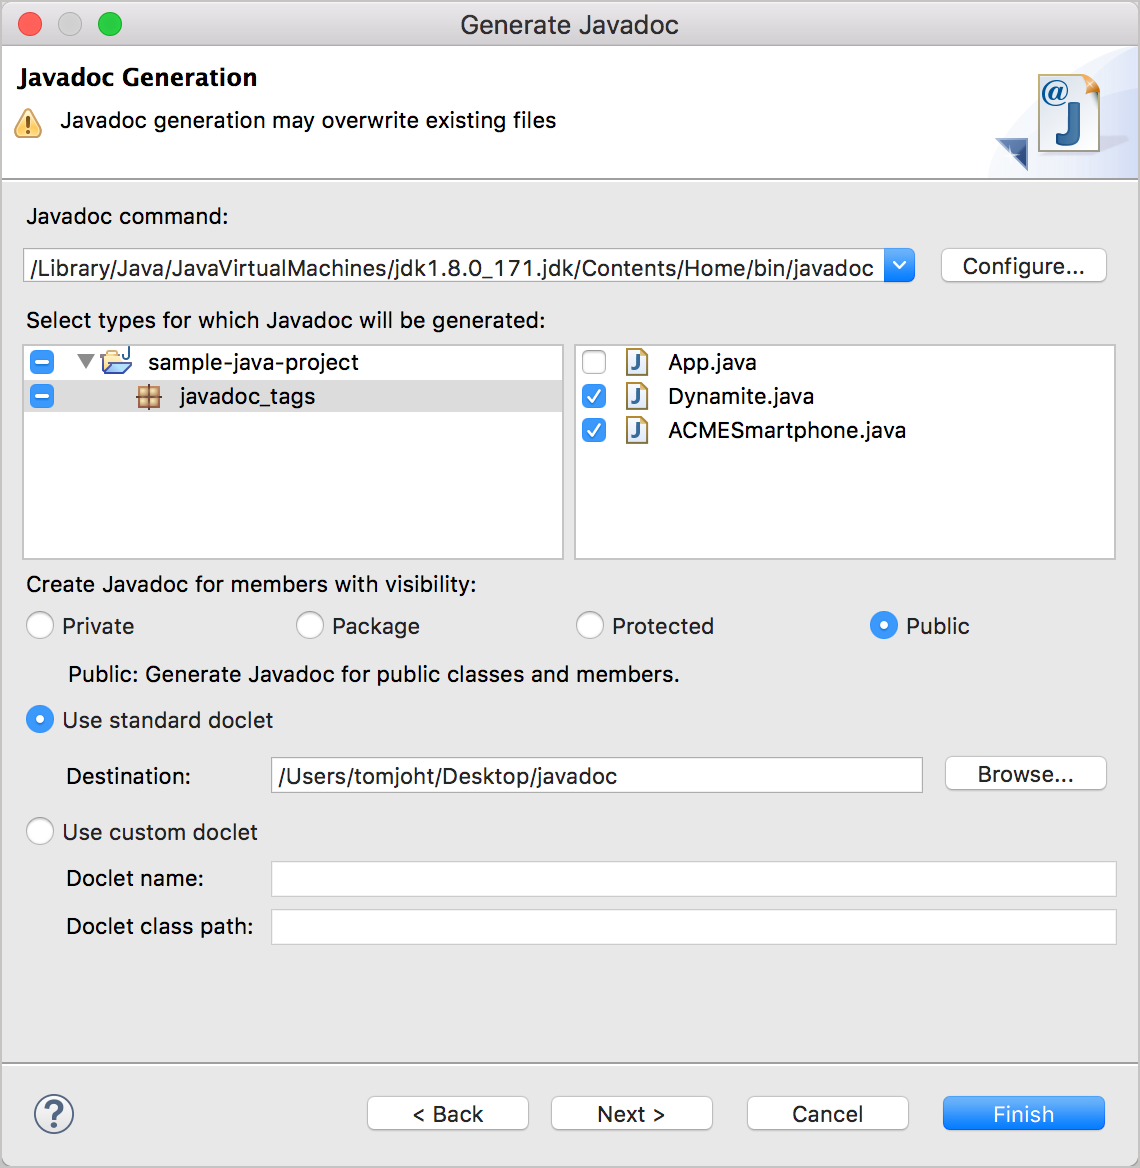 Generate Javadoc
Javadoc Generation
Javadoc generation may overwrite existing files
@J
Javadoc command:
/Library/Java/JavaVirtualMachines/jdk1.8.0_171.jdk/Contents/Home/bin/javadoc
Configure...
Select types for which Javadoc will be generated:
sample-java-project
javadoc_tags
App.java
Dynamite.java
ACMESmartphone.java
Create Javadoc for members with visibility:
Private Package Protected Public
Public: Generate Javadoc for public classes and members.
Use standard doclet
Destination: /Users/tomjoht/Desktop/javadoc Browse...
Use custom doclet
Doclet name:
Doclet class path:
? < Back Next > Cancel Finish